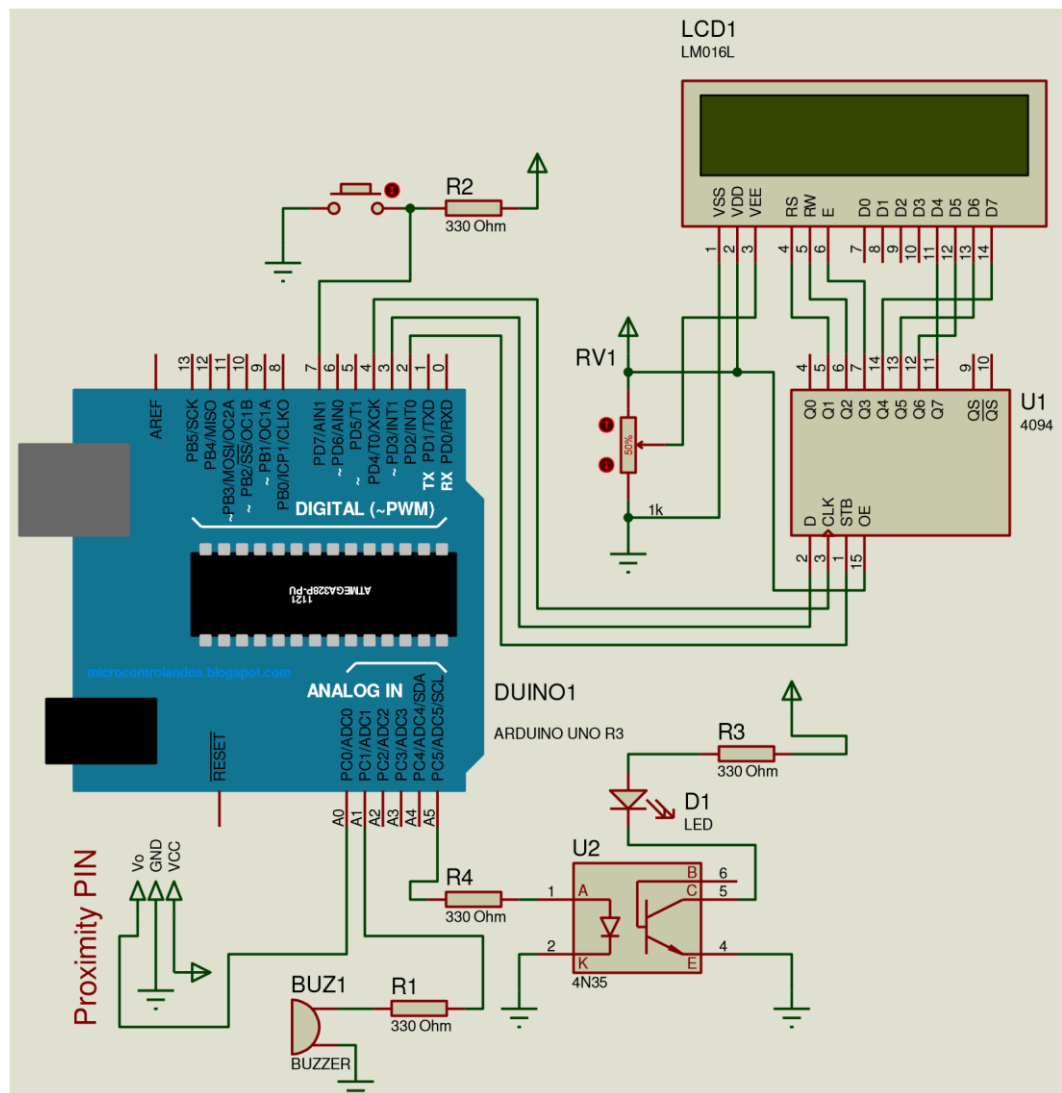 LCD1
LM016L
VSS VDD VEE RS RW E D0 D1 D2 D3 D4 D5 D6 D7
1 2 3 4 5 6 7 8 9 10 11 12 13 14
R2
330 Ohm
RV1
50%
1k
4 5 6 7 14 13 12 11 9 10
Q0 Q1 Q2 Q3 Q4 Q5 Q6 Q7 QS QS
U1
4094
D CLK STB OE
2 3 1 15
13 12 11 10 9 8 7 6 5 4 3 2 1 0
AREF
PB5/SCK
PB4/MISO
PB3/MOSI/OC2A
PB2/SS/OC1B
PB1/OC1A
PB0/ICP1/CLKO
PD7/AIN1
PD6/AIN0
PD5/T1
PD4/T0/XCK
PD3/INT1
PD2/INT0
PD1/TXD
PD0/RXD
~ ~ ~ ~ ~ ~
TX RX
DIGITAL (~PWM)
ATMEGA328P-PU
1121
microcontrolandos.blogspot.com
ANALOG IN
DUINO1
ARDUINO UNO R3
RESET
PC0/ADC0
PC1/ADC1
PC2/ADC2
PC3/ADC3
PC4/ADC4/SDA
PC5/ADC5/SCL
A0 A1 A2 A3 A4 A5
R3
330 Ohm
D1
LED
U2
A B C K E
1 2 6 5 4
4N35
R4
330 Ohm
Proximity PIN
Vo GND VCC
BUZ1
BUZZER
R1
330 Ohm